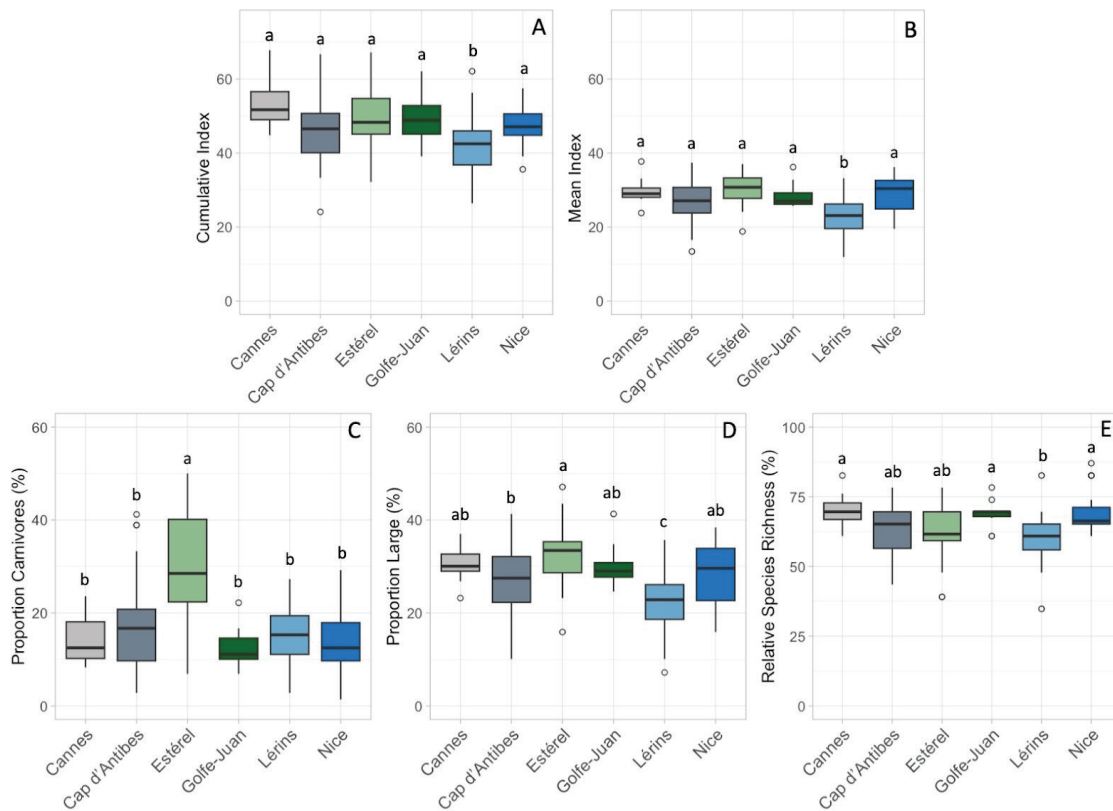 A
a a a a b a
Cumulative Index
60
40
20
0
Cannes
Cap d'Antibes
Estérel
Golfe-Juan
Lérins
Nice
B
a a a a b a
Mean Index
60
40
20
0
Cannes
Cap d'Antibes
Estérel
Golfe-Juan
Lérins
Nice
C
b b a b b b
Proportion Carnivores (%)
60
40
20
0
Cannes
Cap d'Antibes
Estérel
Golfe-Juan
Lérins
Nice
D
ab b a ab c ab
Proportion Large (%)
60
40
20
0
Cannes
Cap d'Antibes
Estérel
Golfe-Juan
Lérins
Nice
E
a ab ab a b a
Relative Species Richness (%)
100
75
50
25
0
Cannes
Cap d'Antibes
Estérel
Golfe-Juan
Lérins
Nice